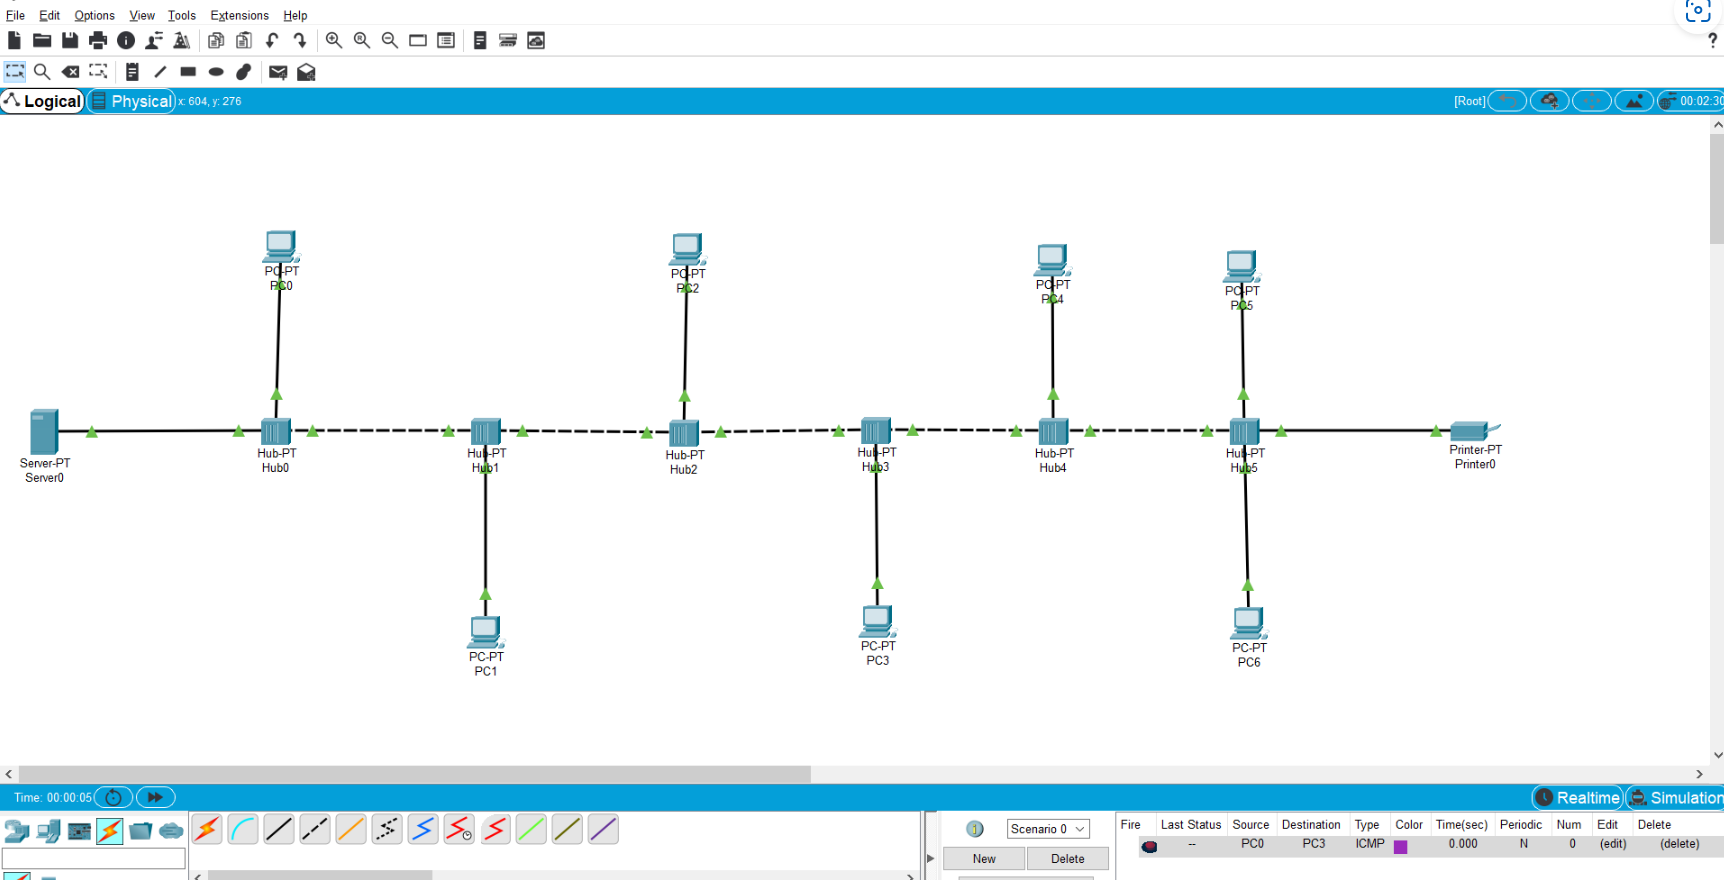 File Edit Options View Tools Extensions Help
?
Logical Physical x: 604, y: 276 [Root] 00:02:30
PC-PT
PC0
PC-PT
PC2
PC-PT
PC4
PC-PT
PC5
Server-PT
Server0
Hub-PT
Hub0
Hub-PT
Hub1
Hub-PT
Hub2
Hub-PT
Hub3
Hub-PT
Hub4
Hub-PT
Hub5
Printer-PT
Printer0
PC-PT
PC1
PC-PT
PC3
PC-PT
PC6
Time: 00:00:05 Realtime Simulation
Scenario 0
New Delete
Fire Last Status Source Destination Type Color Time(sec) Periodic Num Edit Delete
-- PC0 PC3 ICMP 0.000 N 0 (edit) (delete)